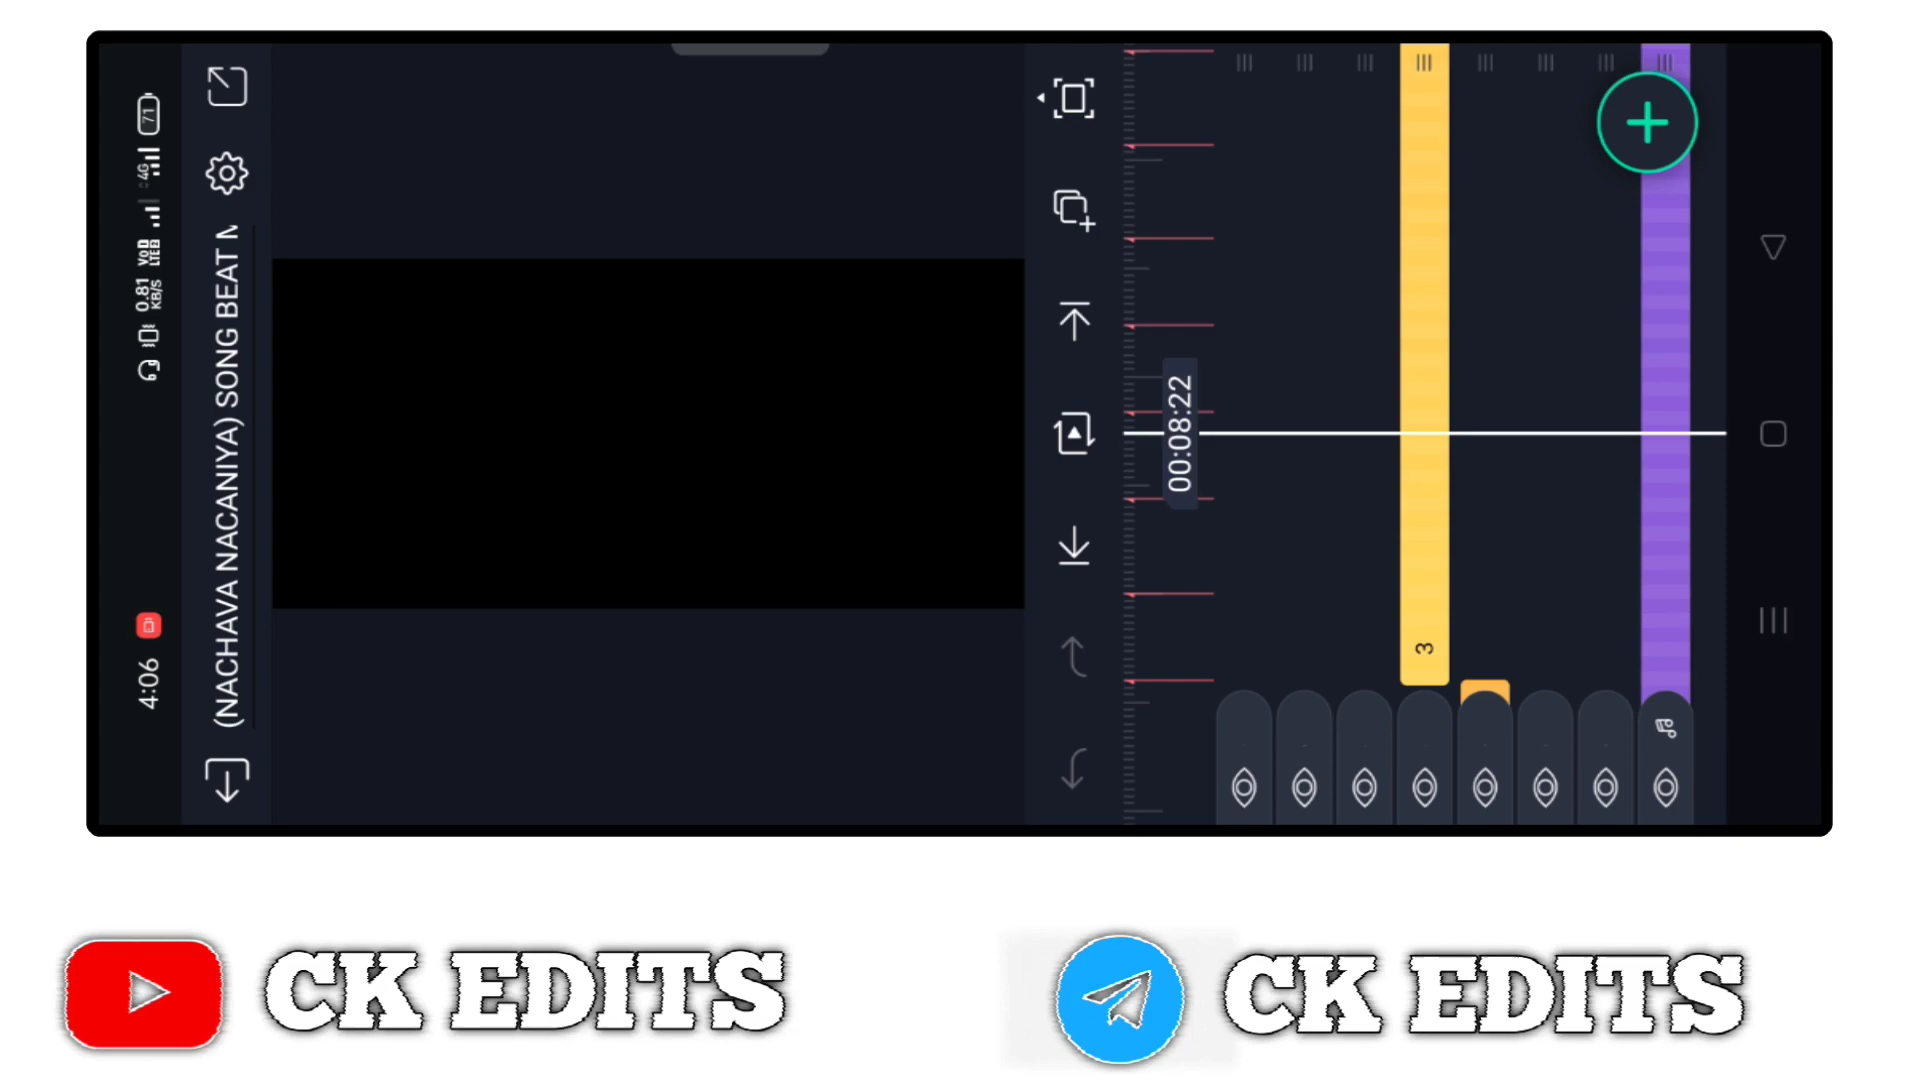 4:06
0.81 KB/S
VoD LTE2
4G
71
(NACHAVA NACANIYA) SONG BEAT M
00:08:22
3
CK EDITS
CK EDITS